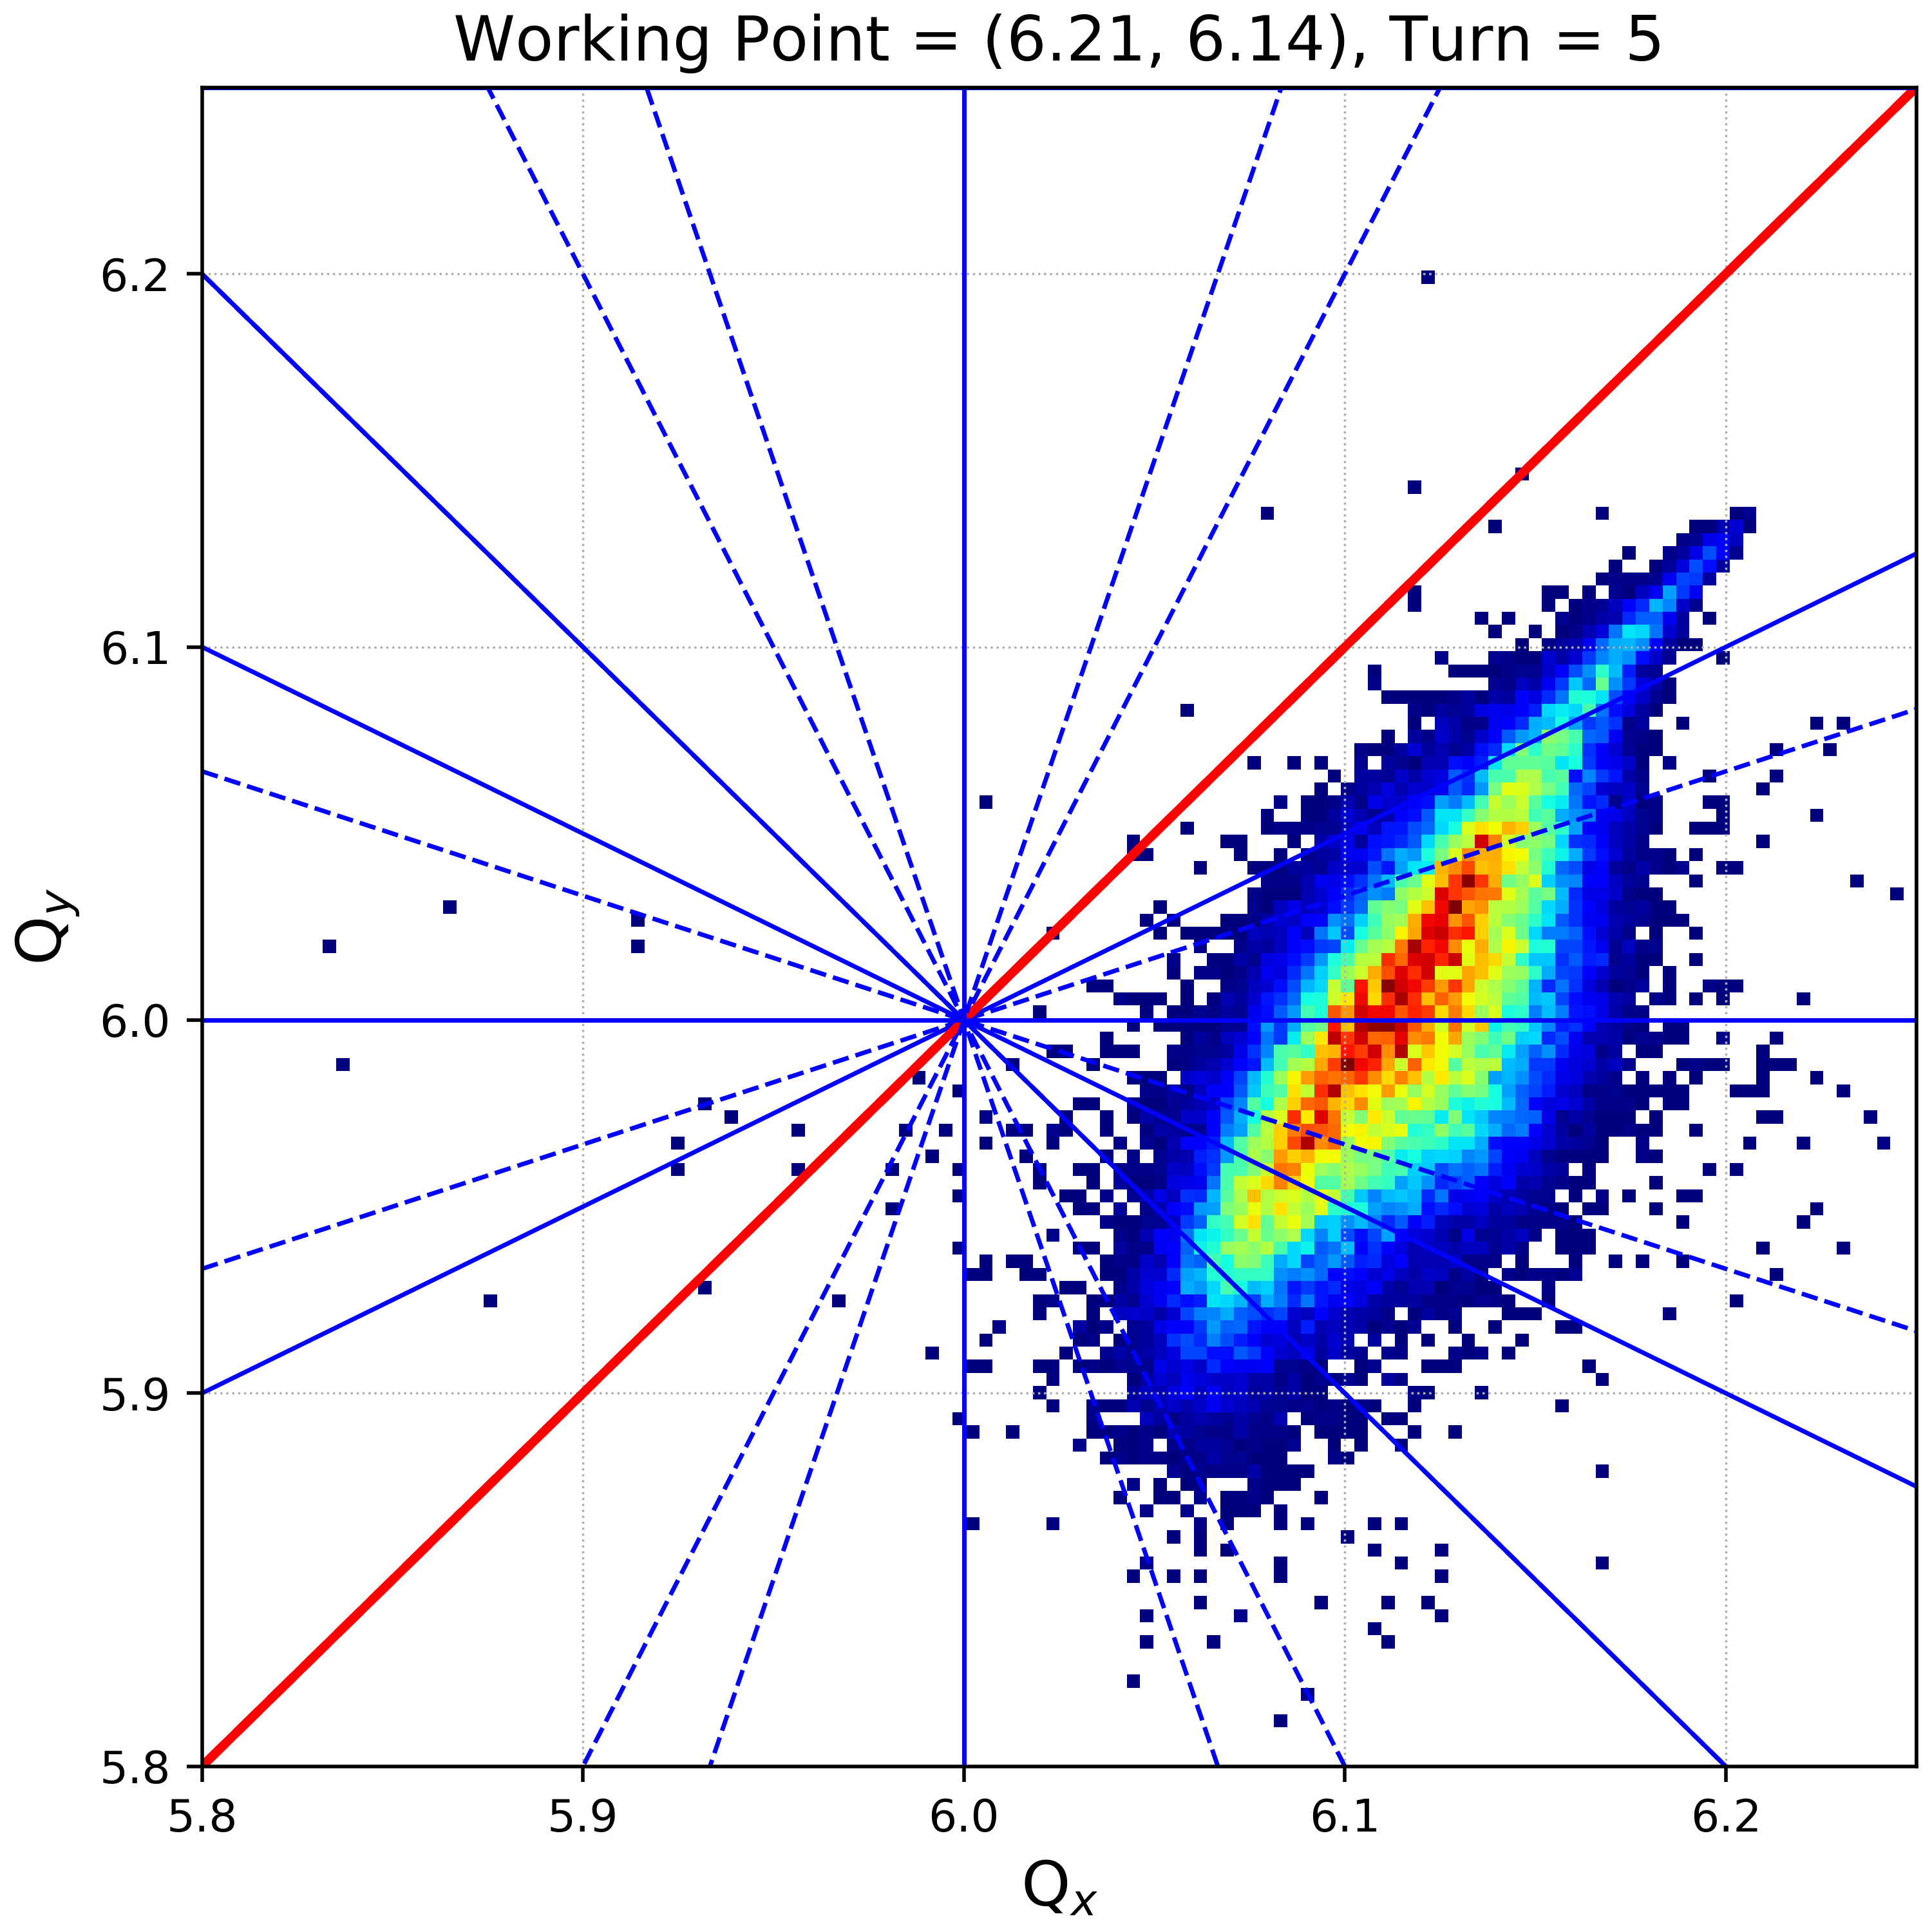 Working Point = (6.21, 6.14), Turn = 5
6.2
6.1
6.0
5.9
5.8
Qy
5.8 5.9 6.0 6.1 6.2
Qx